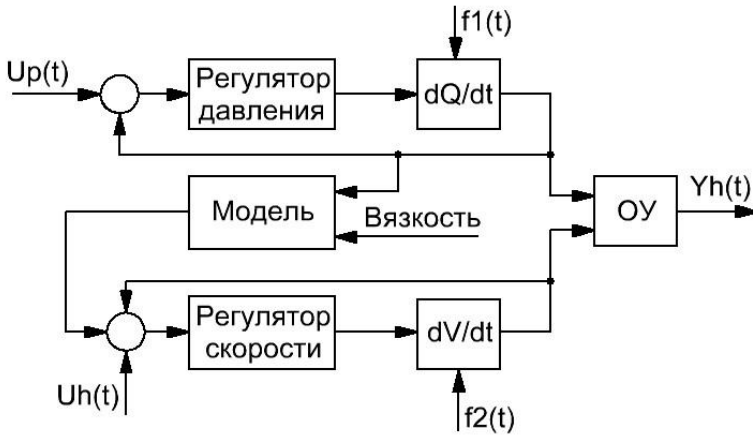 f1(t)
Up(t)
Регулятор
давления
dQ/dt
Модель
Вязкость
ОУ
Yh(t)
Регулятор
скорости
dV/dt
Uh(t)
f2(t)